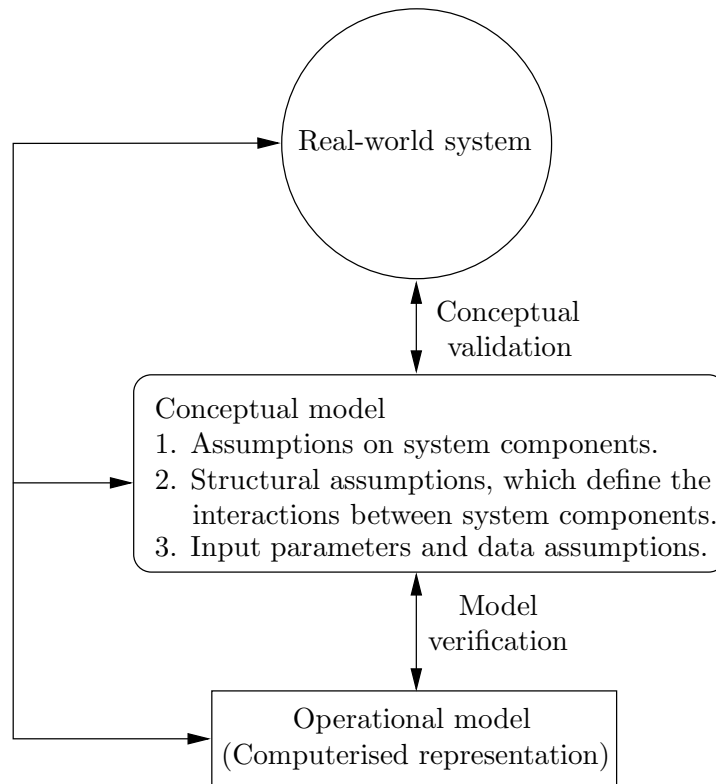 Real-world system
Conceptual
validation
Conceptual model
1. Assumptions on system components.
2. Structural assumptions, which define the
interactions between system components.
3. Input parameters and data assumptions.
Model
verification
Operational model
(Computerised representation)